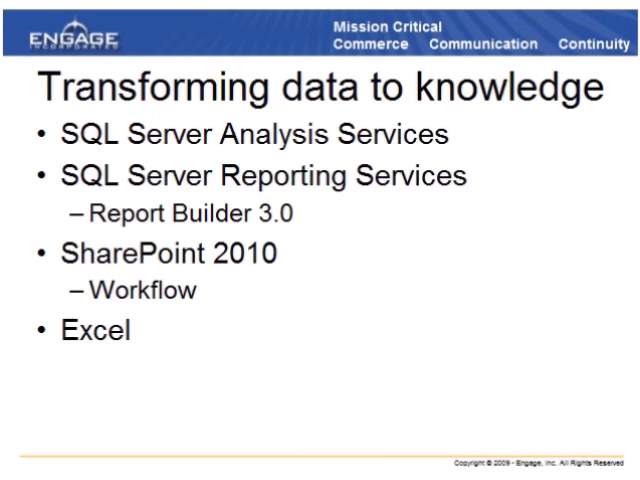 ENGAGE
INCORPORATED
Mission Critical
Commerce Communication Continuity
Transforming data to knowledge
• SQL Server Analysis Services
• SQL Server Reporting Services
– Report Builder 3.0
• SharePoint 2010
– Workflow
• Excel
Copyright © 2009 - Engage, Inc. All Rights Reserved